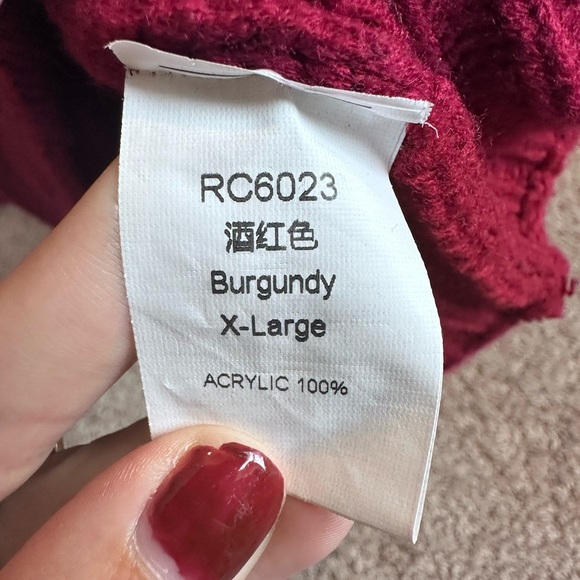 RC6023
酒红色
Burgundy
X-Large
ACRYLIC 100%